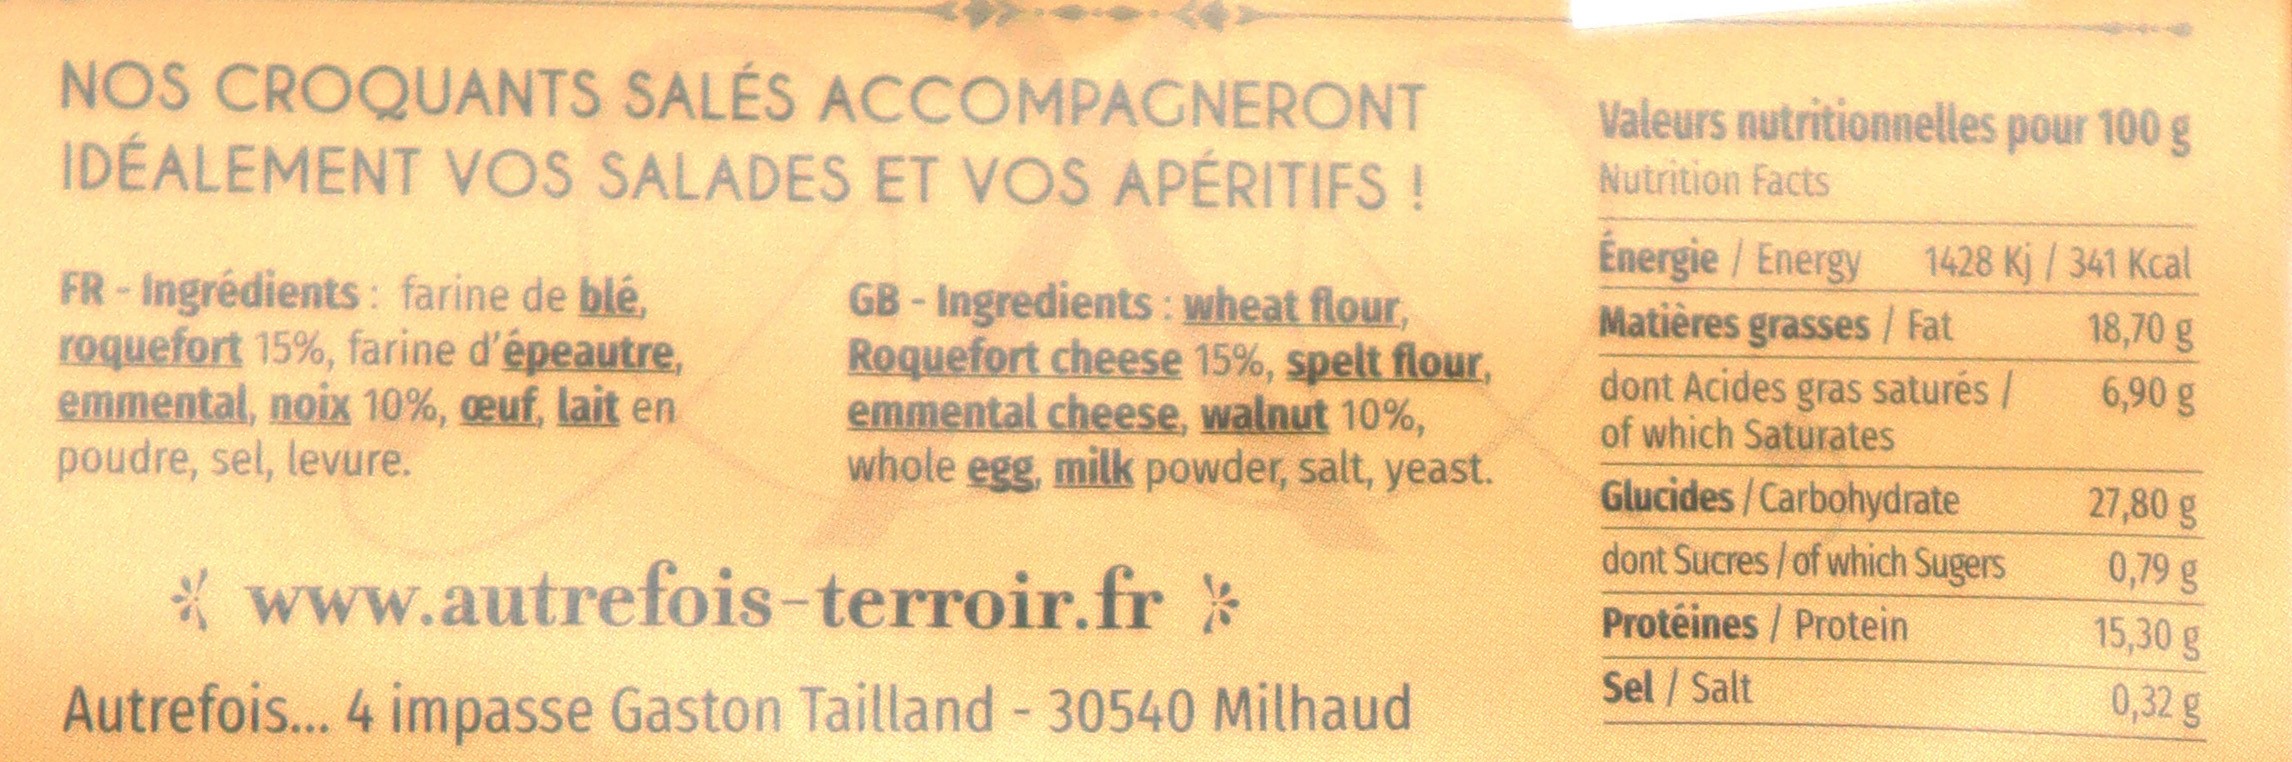 NOS CROQUANTS SALÉS ACCOMPAGNERONT
IDÉALEMENT VOS SALADES ET VOS APÉRITIFS !
FR - Ingrédients : farine de blé,
roquefort 15%, farine d'épeautre,
emmental, noix 10%, œuf, lait en
poudre, sel, levure.
GB - Ingredients : wheat flour,
Roquefort cheese 15%, spelt flour,
emmental cheese, walnut 10%,
whole egg, milk powder, salt, yeast.
www.autrefois-terroir.fr
Autrefois... 4 impasse Gaston Tailland - 30540 Milhaud
Valeurs nutritionnelles pour 100 g
Nutrition Facts
Énergie / Energy 1428 Kj / 341 Kcal
Matières grasses / Fat 18,70 g
dont Acides gras saturés / 6,90 g
of which Saturates
Glucides / Carbohydrate 27,80 g
dont Sucres / of which Sugers 0,79 g
Protéines / Protein 15,30 g
Sel / Salt 0,32 g